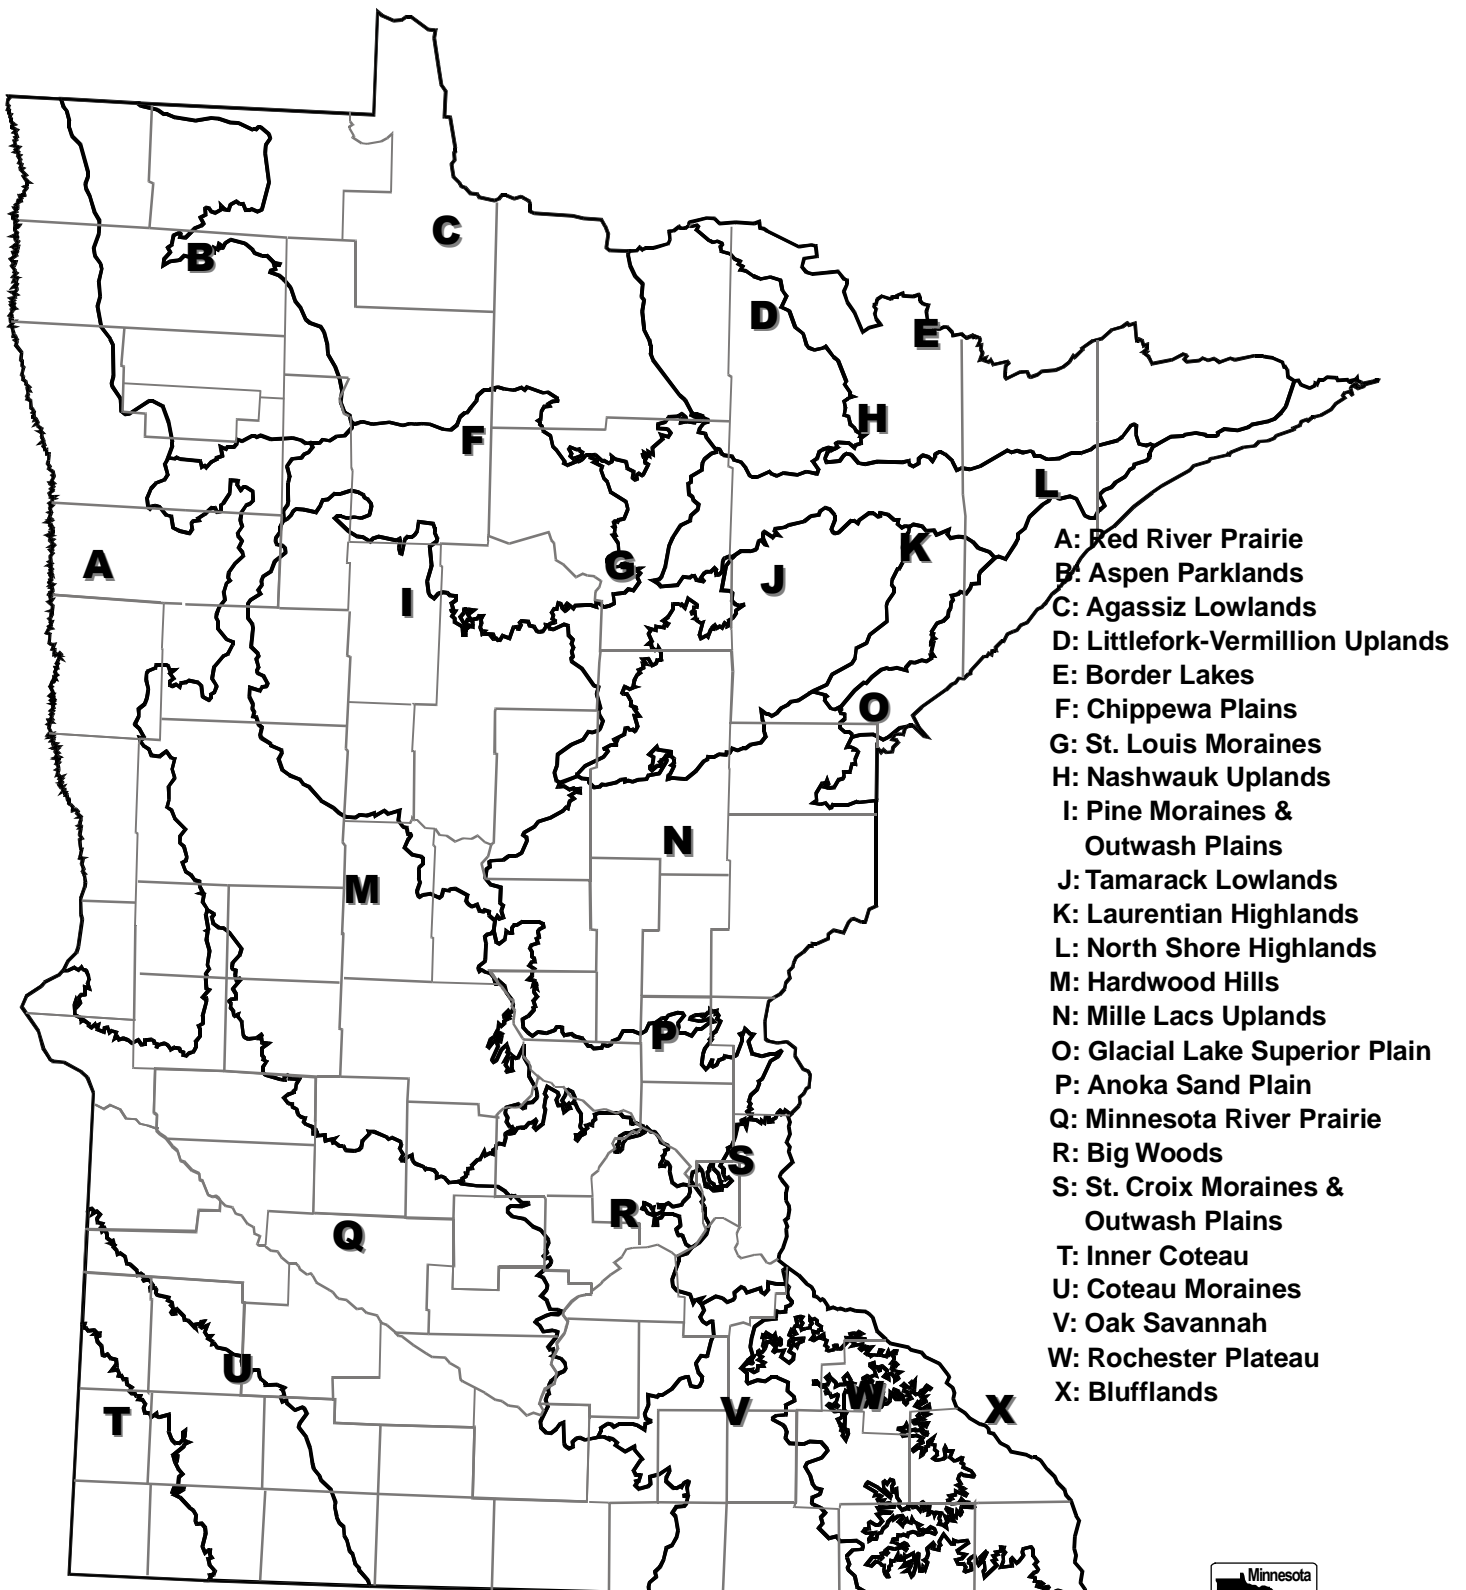 C
B
D
E
H
F
L
A
G
J
K
I
O
N
M
P
S
R
Q
U
T
V
W
X
A: Red River Prairie
B: Aspen Parklands
C: Agassiz Lowlands
D: Littlefork-Vermillion Uplands
E: Border Lakes
F: Chippewa Plains
G: St. Louis Moraines
H: Nashwauk Uplands
I: Pine Moraines &
Outwash Plains
J: Tamarack Lowlands
K: Laurentian Highlands
L: North Shore Highlands
M: Hardwood Hills
N: Mille Lacs Uplands
O: Glacial Lake Superior Plain
P: Anoka Sand Plain
Q: Minnesota River Prairie
R: Big Woods
S: St. Croix Moraines &
Outwash Plains
T: Inner Coteau
U: Coteau Moraines
V: Oak Savannah
W: Rochester Plateau
X: Blufflands
Minnesota